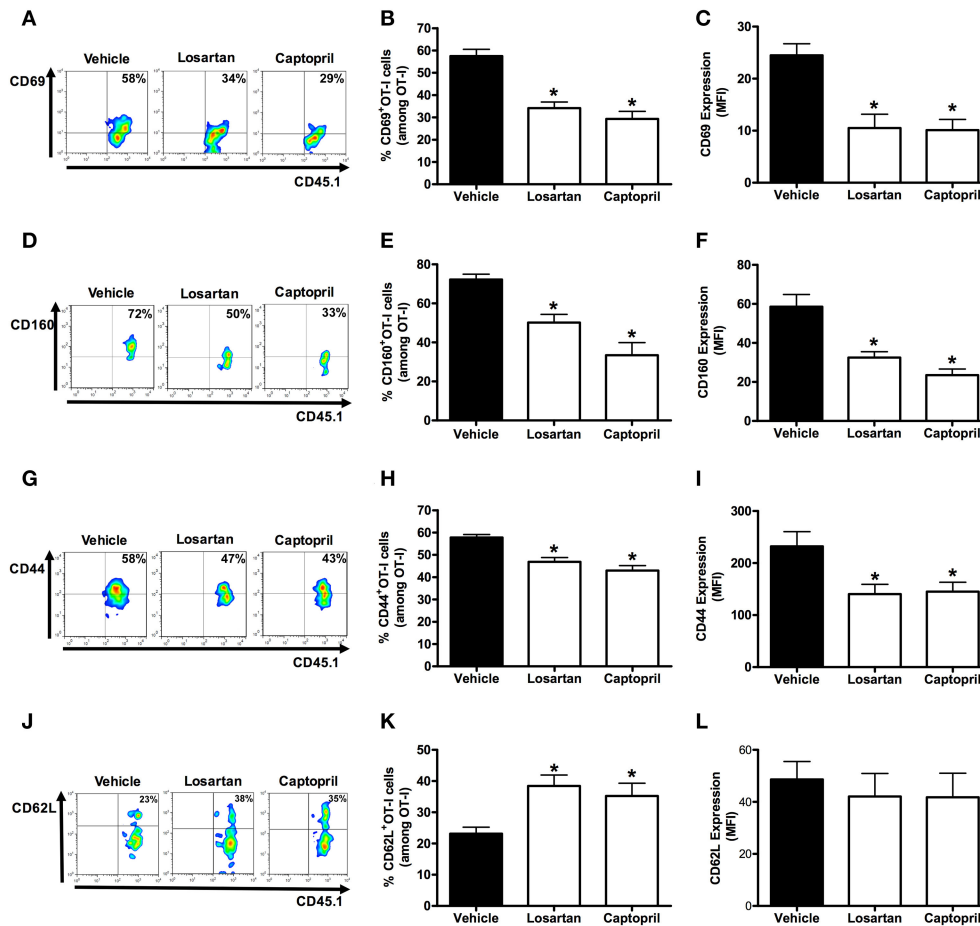 A
Vehicle Losartan Captopril
CD69
58% 34% 29%
CD45.1
B
% CD69+OT-I cells
(among OT-I)
70
60
50
40
30
20
10
0
* *
Vehicle Losartan Captopril
C
CD69 Expression
(MFI)
30
20
10
0
* *
Vehicle Losartan Captopril
D
Vehicle Losartan Captopril
CD160
72% 50% 33%
CD45.1
E
% CD160+OT-I cells
(among OT-I)
80
60
40
20
0
* *
Vehicle Losartan Captopril
F
CD160 Expression
(MFI)
80
60
40
20
0
* *
Vehicle Losartan Captopril
G
Vehicle Losartan Captopril
CD44
58% 47% 43%
CD45.1
H
% CD44+OT-I cells
(among OT-I)
70
60
50
40
30
20
10
0
* *
Vehicle Losartan Captopril
I
CD44 Expression
(MFI)
300
200
100
0
* *
Vehicle Losartan Captopril
J
Vehicle Losartan Captopril
CD62L
23% 38% 35%
CD45.1
K
% CD62L+OT-I cells
(among OT-I)
50
40
30
20
10
0
* *
Vehicle Losartan Captopril
L
CD62L Expression
(MFI)
60
40
20
0
Vehicle Losartan Captopril